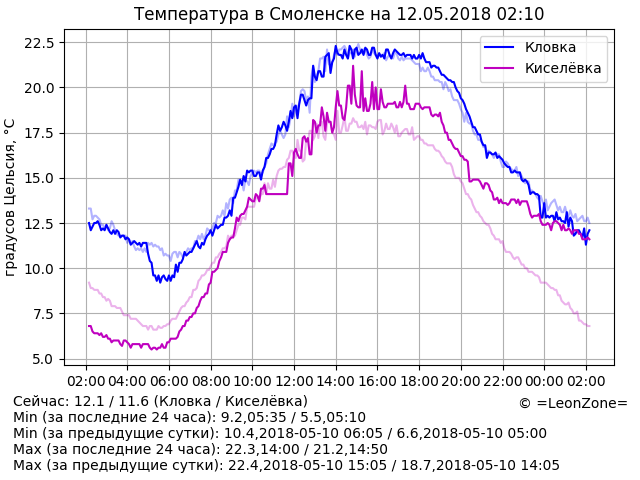 Температура в Смоленске на 12.05.2018 02:10
градусов Цельсия, °C
22.5
20.0
17.5
15.0
12.5
10.0
7.5
5.0
Кловка
Киселёвка
02:00 04:00 06:00 08:00 10:00 12:00 14:00 16:00 18:00 20:00 22:00 00:00 02:00
Сейчас: 12.1 / 11.6 (Кловка / Киселёвка)
© =LeonZone=
Min (за последние 24 часа): 9.2,05:35 / 5.5,05:10
Min (за предыдущие сутки): 10.4,2018-05-10 06:05 / 6.6,2018-05-10 05:00
Max (за последние 24 часа): 22.3,14:00 / 21.2,14:50
Max (за предыдущие сутки): 22.4,2018-05-10 15:05 / 18.7,2018-05-10 14:05